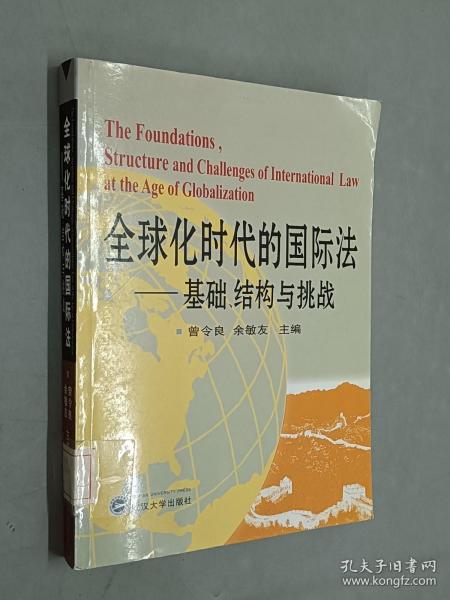 The Foundations,
Structure and Challenges of International Law
at the Age of Globalization
全球化时代的国际法
——基础、结构与挑战
曾令良 余敏友 主编
全球化时代的国际法
WUHAN UNIVERSITY PRESS
武汉大学出版社
孔夫子旧书网
www.kongfz.com